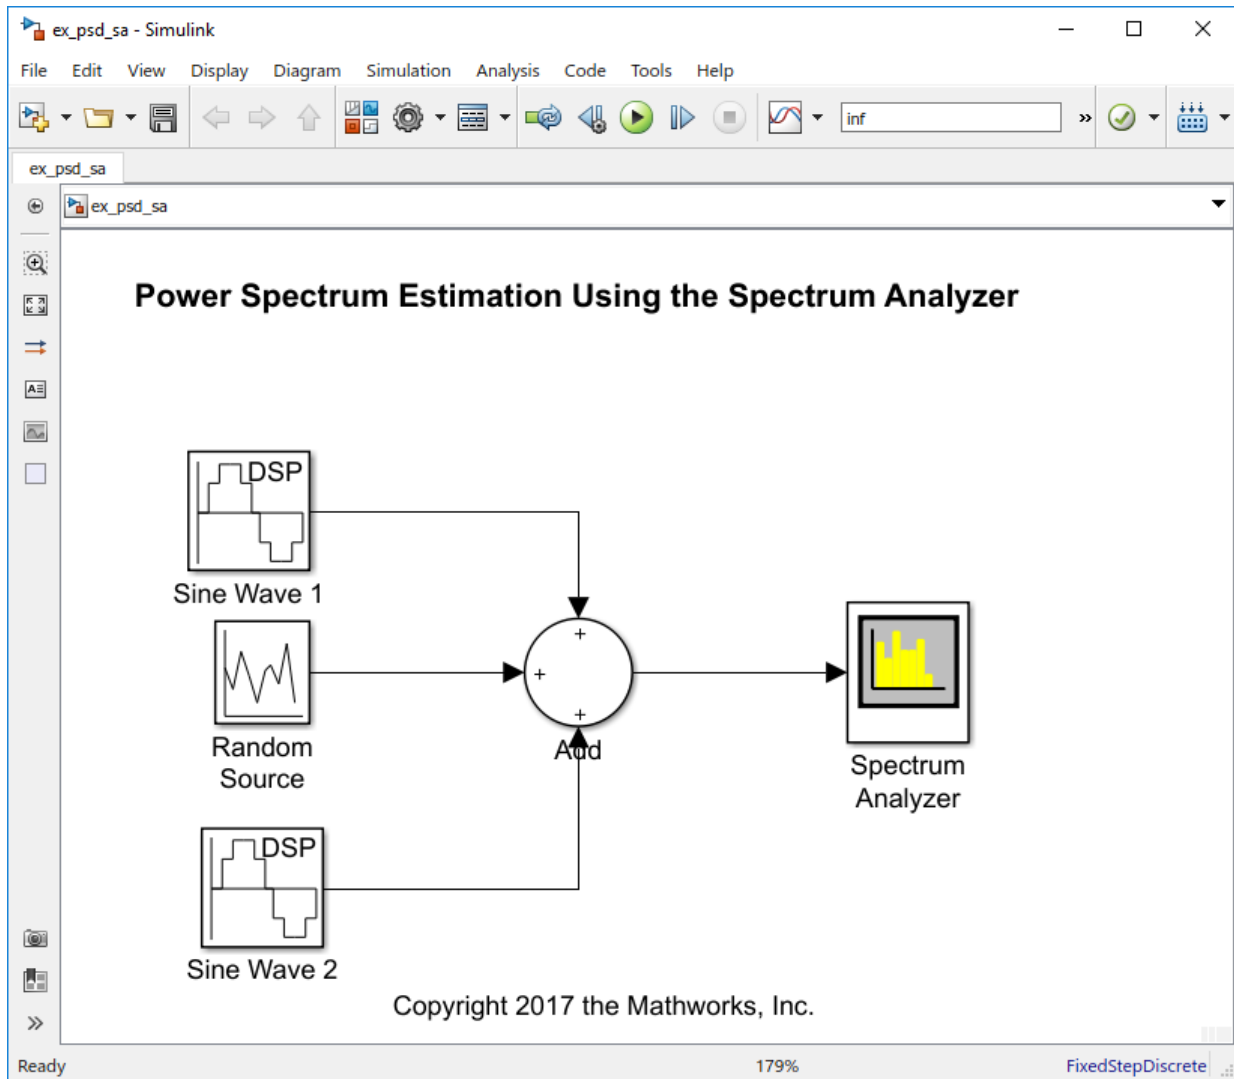 ex_psd_sa - Simulink
File Edit View Display Diagram Simulation Analysis Code Tools Help
inf
ex_psd_sa
ex_psd_sa
Power Spectrum Estimation Using the Spectrum Analyzer
DSP
Sine Wave 1
Random
Source
Add
Spectrum
Analyzer
DSP
Sine Wave 2
Copyright 2017 the Mathworks, Inc.
Ready 179% FixedStepDiscrete